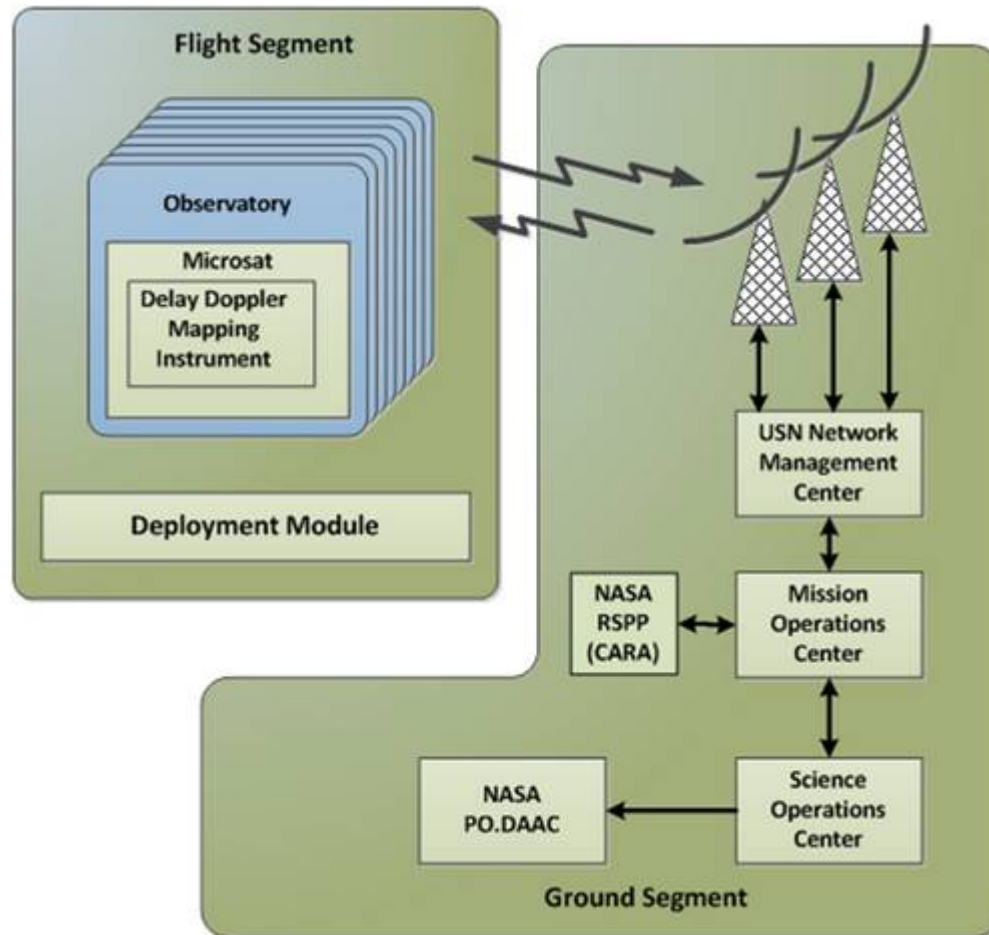 Flight Segment
Observatory
Microsat
Delay Doppler
Mapping
Instrument
Deployment Module
USN Network
Management
Center
NASA
RSPP
(CARA)
Mission
Operations
Center
NASA
PO.DAAC
Science
Operations
Center
Ground Segment